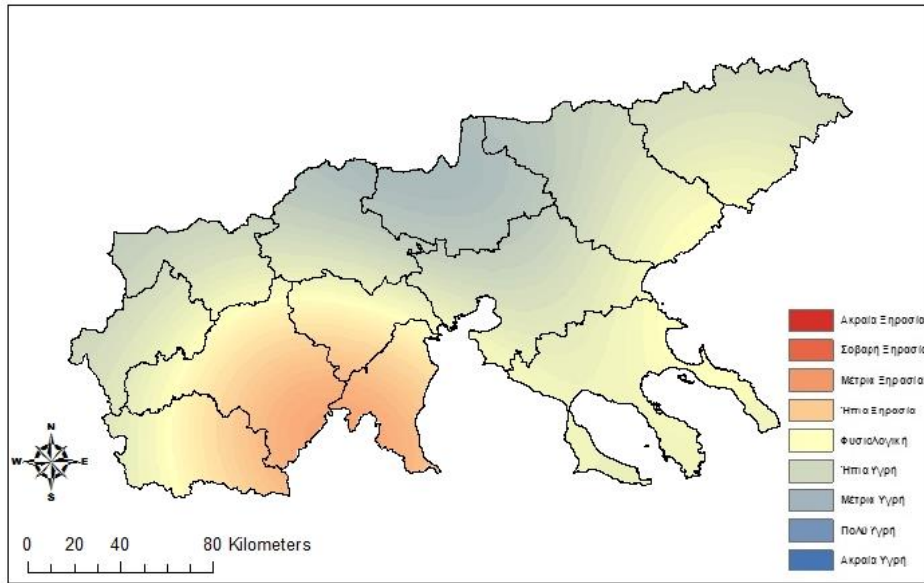 Ακραία Ξηρασία
Σοβαρή Ξηρασία
Μέτρια Ξηρασία
Ήπια Ξηρασία
Φυσιολογική
Ήπια Υγρή
Μέτρια Υγρή
Πολύ Υγρή
Ακραία Υγρή
N
W E
S
0 20 40 80 Kilometers